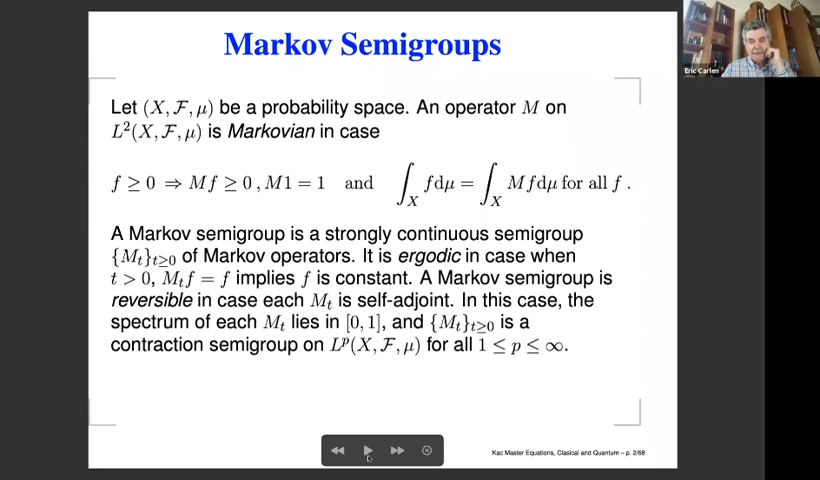 Markov Semigroups
Eric Carlen
Let (X, ℱ, μ) be a probability space. An operator M on
L²(X, ℱ, μ) is Markovian in case
f ≥ 0 ⇒ Mf ≥ 0 , M1 = 1 and ∫_X fdμ = ∫_X Mfdμ for all f .
A Markov semigroup is a strongly continuous semigroup
{M_t}_{t≥0} of Markov operators. It is ergodic in case when
t > 0, M_t f = f implies f is constant. A Markov semigroup is
reversible in case each M_t is self-adjoint. In this case, the
spectrum of each M_t lies in [0, 1], and {M_t}_{t≥0} is a
contraction semigroup on L^p(X, ℱ, μ) for all 1 ≤ p ≤ ∞.
Kac Master Equations, Clasical and Quantum – p. 2/68